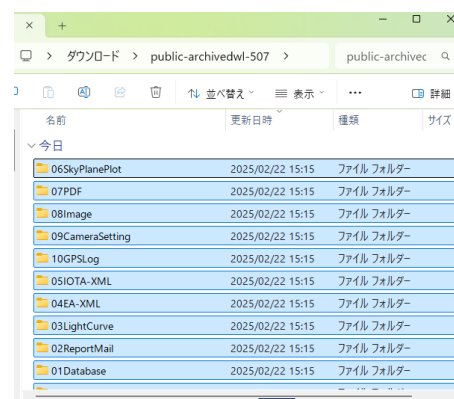 ダウンロード > public-archivedwl-507 > public-archivec
並べ替え 表示 ... 詳細
名前 更新日時 種類 サイズ
今日
06SkyPlanePlot 2025/02/22 15:15 ファイル フォルダー
07PDF 2025/02/22 15:15 ファイル フォルダー
08Image 2025/02/22 15:15 ファイル フォルダー
09CameraSetting 2025/02/22 15:15 ファイル フォルダー
10GPSLog 2025/02/22 15:15 ファイル フォルダー
05IOTA-XML 2025/02/22 15:15 ファイル フォルダー
04EA-XML 2025/02/22 15:15 ファイル フォルダー
03LightCurve 2025/02/22 15:15 ファイル フォルダー
02ReportMail 2025/02/22 15:15 ファイル フォルダー
01Database 2025/02/22 15:15 ファイル フォルダー